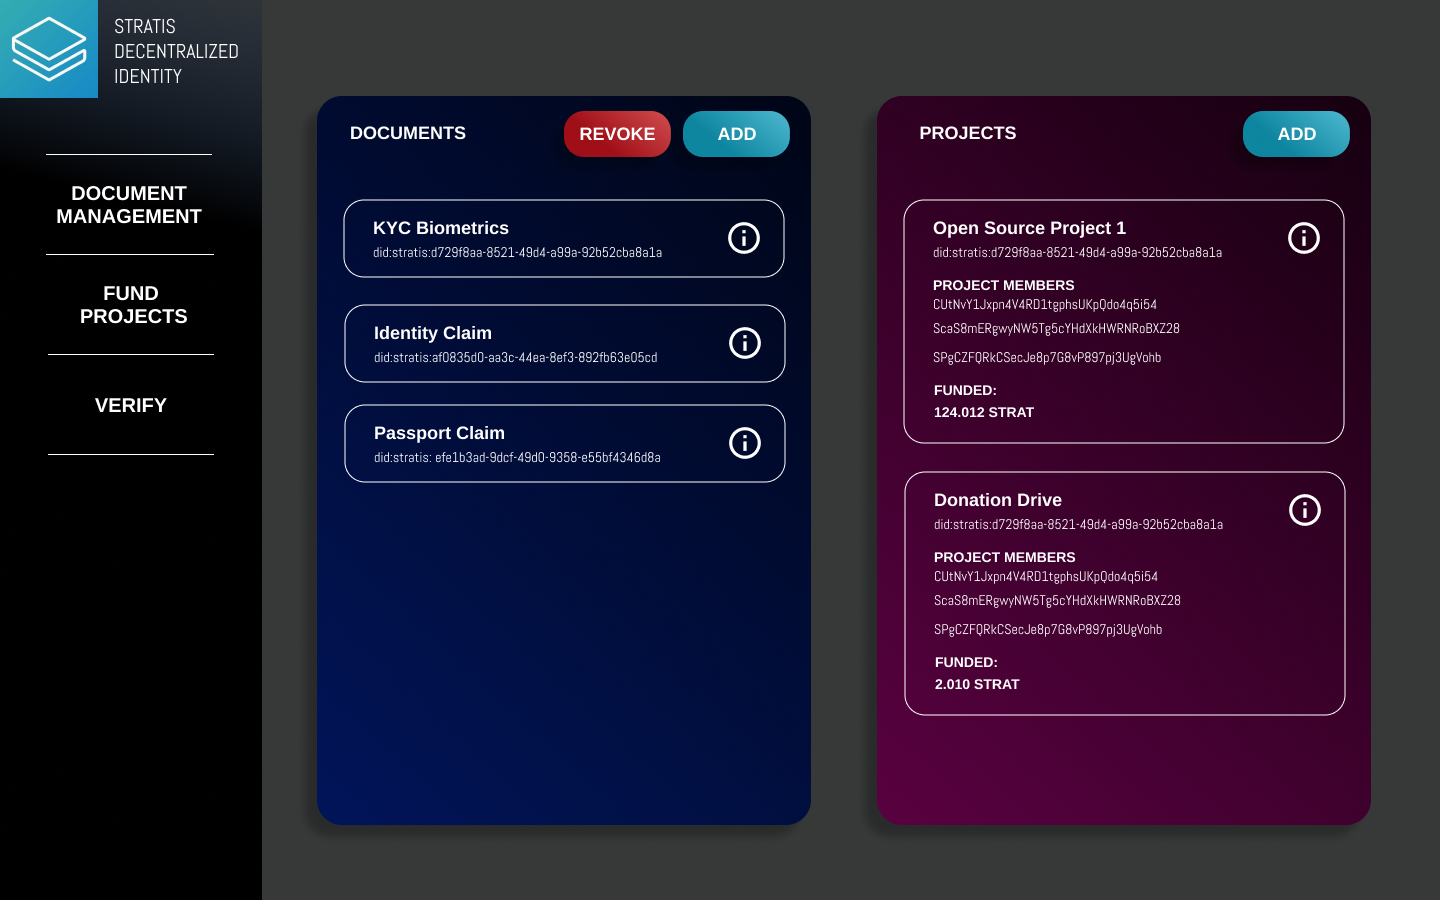 STRATIS
DECENTRALIZED
IDENTITY
DOCUMENT
MANAGEMENT
FUND
PROJECTS
VERIFY
DOCUMENTS
REVOKE
ADD
KYC Biometrics
did:stratis:d729f8aa-8521-49d4-a99a-92b52cba8a1a
Identity Claim
did:stratis:af0835d0-aa3c-44ea-8ef3-892fb63e05cd
Passport Claim
did:stratis: efe1b3ad-9dcf-49d0-9358-e55bf4346d8a
PROJECTS
ADD
Open Source Project 1
did:stratis:d729f8aa-8521-49d4-a99a-92b52cba8a1a
PROJECT MEMBERS
CUtNvY1Jxpn4V4RD1tgphsUKpQdo4q5i54
ScaS8mERgwyNW5Tg5cYHdXkHWRNRoBXZ28
SPgCZFQRkCSecJe8p7G8vP897pj3UgVohb
FUNDED:
124.012 STRAT
Donation Drive
did:stratis:d729f8aa-8521-49d4-a99a-92b52cba8a1a
PROJECT MEMBERS
CUtNvY1Jxpn4V4RD1tgphsUKpQdo4q5i54
ScaS8mERgwyNW5Tg5cYHdXkHWRNRoBXZ28
SPgCZFQRkCSecJe8p7G8vP897pj3UgVohb
FUNDED:
2.010 STRAT